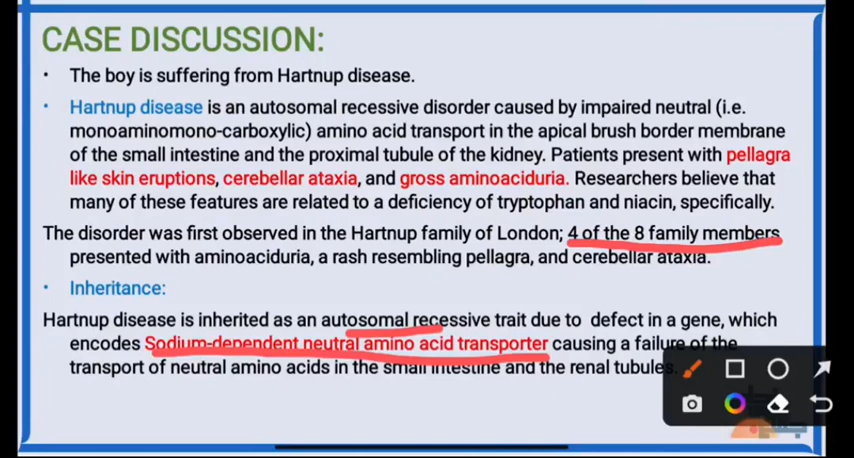 CASE DISCUSSION:
• The boy is suffering from Hartnup disease.
• Hartnup disease is an autosomal recessive disorder caused by impaired neutral (i.e.
monoaminomono-carboxylic) amino acid transport in the apical brush border membrane
of the small intestine and the proximal tubule of the kidney. Patients present with pellagra
like skin eruptions, cerebellar ataxia, and gross aminoaciduria. Researchers believe that
many of these features are related to a deficiency of tryptophan and niacin, specifically.
The disorder was first observed in the Hartnup family of London; 4 of the 8 family members
presented with aminoaciduria, a rash resembling pellagra, and cerebellar ataxia.
• Inheritance:
Hartnup disease is inherited as an autosomal recessive trait due to defect in a gene, which
encodes Sodium-dependent neutral amino acid transporter causing a failure of the
transport of neutral amino acids in the small intestine and the renal tubules.